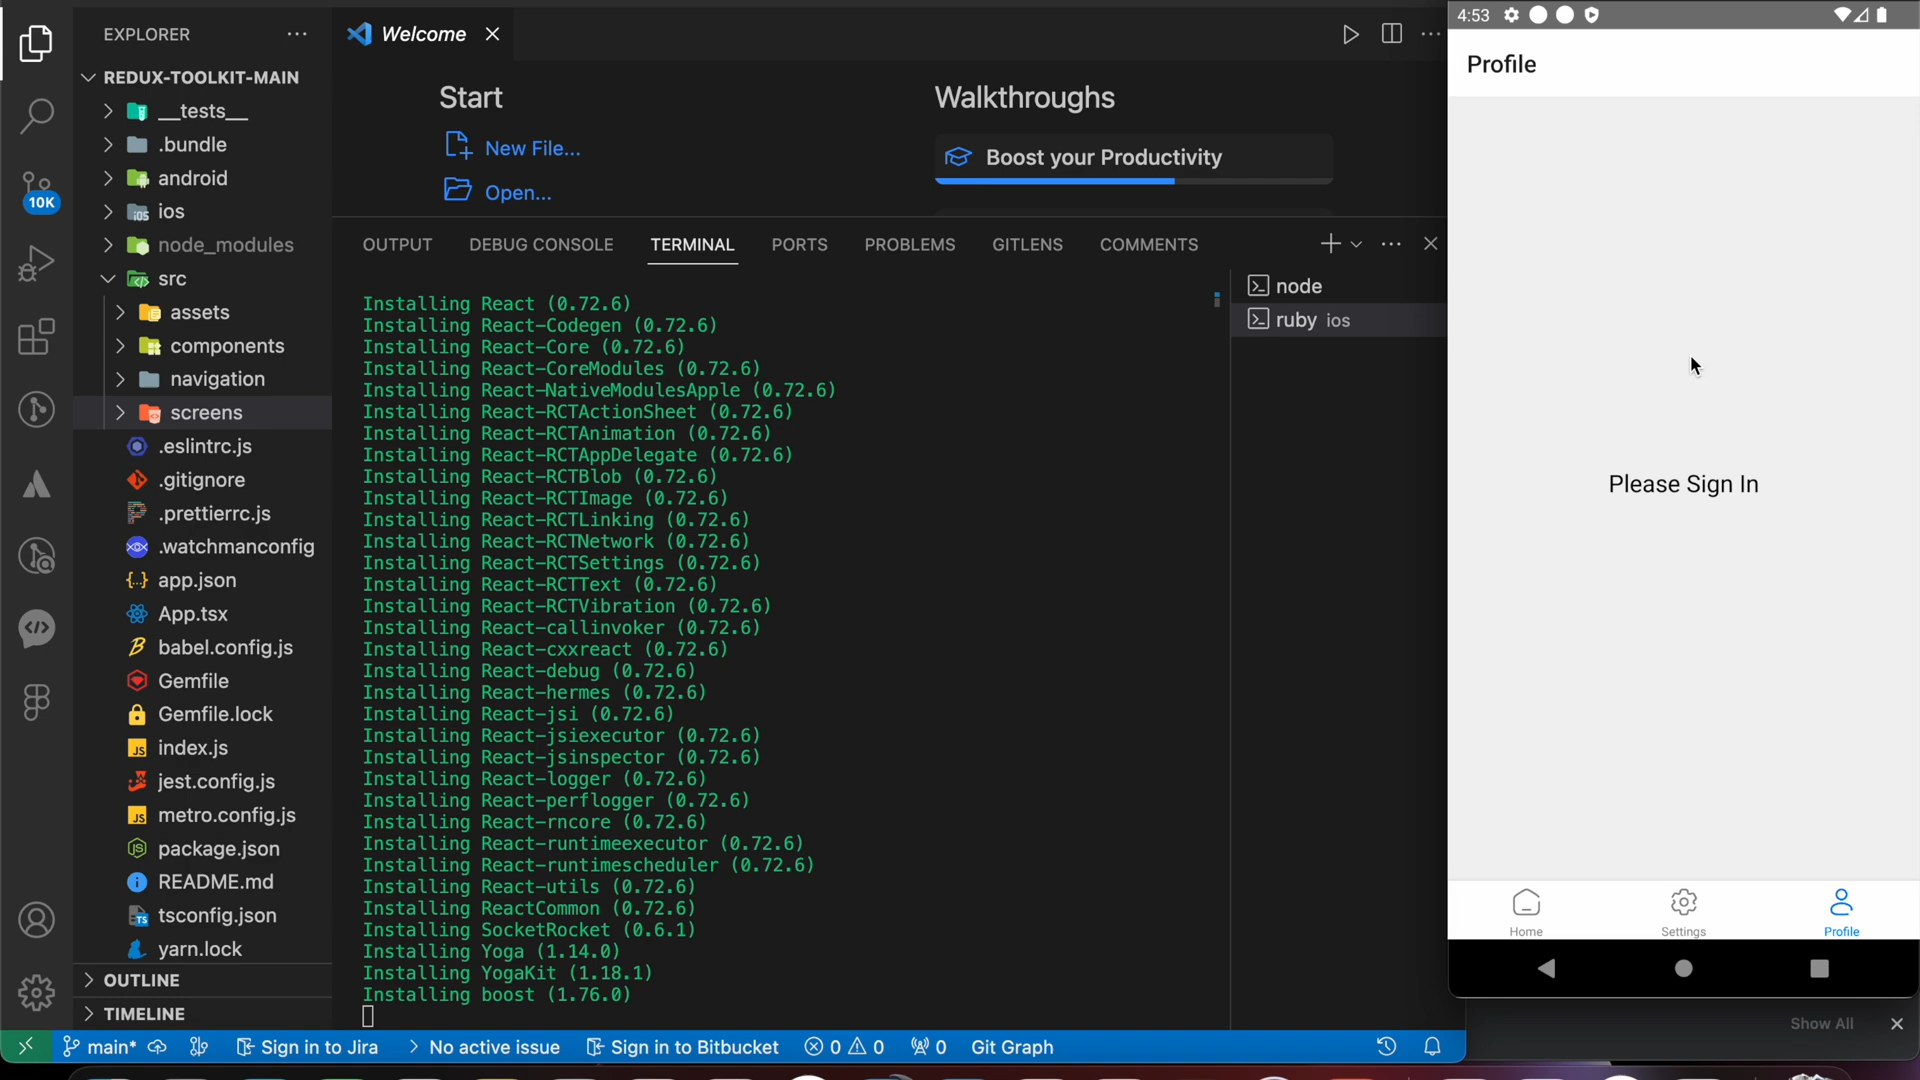 EXPLORER
REDUX-TOOLKIT-MAIN
__tests__
.bundle
android
ios
node_modules
src
assets
components
navigation
screens
.eslintrc.js
.gitignore
.prettierrc.js
.watchmanconfig
app.json
App.tsx
babel.config.js
Gemfile
Gemfile.lock
index.js
jest.config.js
metro.config.js
package.json
README.md
tsconfig.json
yarn.lock
OUTLINE
TIMELINE
10K
Welcome
Start
New File...
Open...
Walkthroughs
Boost your Productivity
OUTPUT DEBUG CONSOLE TERMINAL PORTS PROBLEMS GITLENS COMMENTS
Installing React (0.72.6)
Installing React-Codegen (0.72.6)
Installing React-Core (0.72.6)
Installing React-CoreModules (0.72.6)
Installing React-NativeModulesApple (0.72.6)
Installing React-RCTActionSheet (0.72.6)
Installing React-RCTAnimation (0.72.6)
Installing React-RCTAppDelegate (0.72.6)
Installing React-RCTBlob (0.72.6)
Installing React-RCTImage (0.72.6)
Installing React-RCTLinking (0.72.6)
Installing React-RCTNetwork (0.72.6)
Installing React-RCTSettings (0.72.6)
Installing React-RCTText (0.72.6)
Installing React-RCTVibration (0.72.6)
Installing React-callinvoker (0.72.6)
Installing React-cxxreact (0.72.6)
Installing React-debug (0.72.6)
Installing React-hermes (0.72.6)
Installing React-jsi (0.72.6)
Installing React-jsiexecutor (0.72.6)
Installing React-jsinspector (0.72.6)
Installing React-logger (0.72.6)
Installing React-perflogger (0.72.6)
Installing React-rncore (0.72.6)
Installing React-runtimeexecutor (0.72.6)
Installing React-runtimescheduler (0.72.6)
Installing React-utils (0.72.6)
Installing ReactCommon (0.72.6)
Installing SocketRocket (0.6.1)
Installing Yoga (1.14.0)
Installing YogaKit (1.18.1)
Installing boost (1.76.0)
node
ruby ios
main* Sign in to Jira No active issue Sign in to Bitbucket 0 0 0 Git Graph
4:53
Profile
Please Sign In
Home Settings Profile
Show All